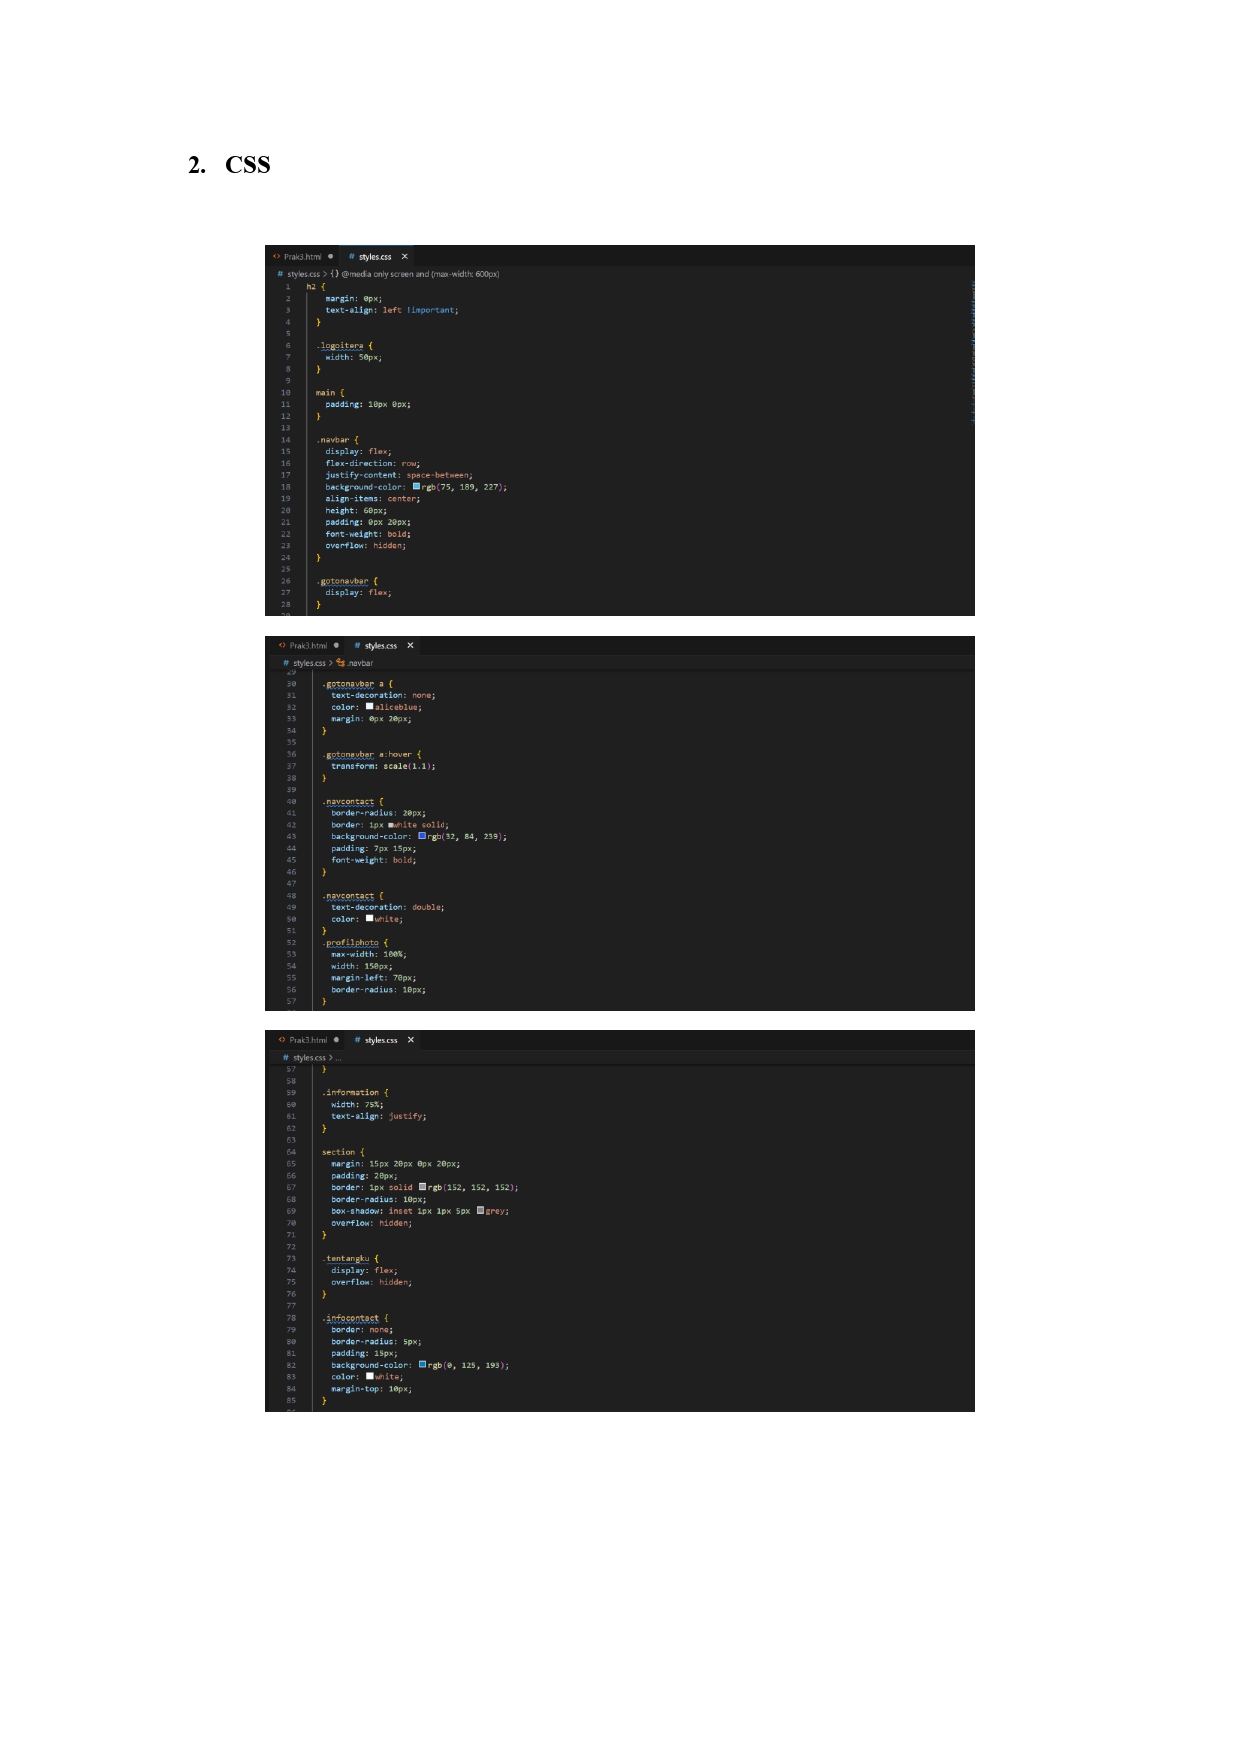 2. CSS
Prak3.html ● # styles.css ×
# styles.css > {} @media only screen and (max-width: 600px)
1 h2 {
2 margin: 0px;
3 text-align: left !important;
4 }
5
6 .logoitera {
7 width: 50px;
8 }
9
10 main {
11 padding: 10px 0px;
12 }
13
14 .navbar {
15 display: flex;
16 flex-direction: row;
17 justify-content: space-between;
18 background-color: rgb(75, 189, 227);
19 align-items: center;
20 height: 60px;
21 padding: 0px 20px;
22 font-weight: bold;
23 overflow: hidden;
24 }
25
26 .gotonavbar {
27 display: flex;
28 }
29
Prak3.html ● # styles.css ×
# styles.css > .navbar
29
30 .gotonavbar a {
31 text-decoration: none;
32 color: aliceblue;
33 margin: 0px 20px;
34 }
35
36 .gotonavbar a:hover {
37 transform: scale(1.1);
38 }
39
40 .navcontact {
41 border-radius: 20px;
42 border: 1px white solid;
43 background-color: rgb(32, 84, 239);
44 padding: 7px 15px;
45 font-weight: bold;
46 }
47
48 .navcontact {
49 text-decoration: double;
50 color: white;
51 }
52 .profilphoto {
53 max-width: 100%;
54 width: 150px;
55 margin-left: 70px;
56 border-radius: 10px;
57 }
Prak3.html ● # styles.css ×
# styles.css > ...
57 }
58
59 .information {
60 width: 75%;
61 text-align: justify;
62 }
63
64 section {
65 margin: 15px 20px 0px 20px;
66 padding: 20px;
67 border: 1px solid rgb(152, 152, 152);
68 border-radius: 10px;
69 box-shadow: inset 1px 1px 5px grey;
70 overflow: hidden;
71 }
72
73 .tentangku {
74 display: flex;
75 overflow: hidden;
76 }
77
78 .infocontact {
79 border: none;
80 border-radius: 5px;
81 padding: 15px;
82 background-color: rgb(0, 125, 193);
83 color: white;
84 margin-top: 10px;
85 }